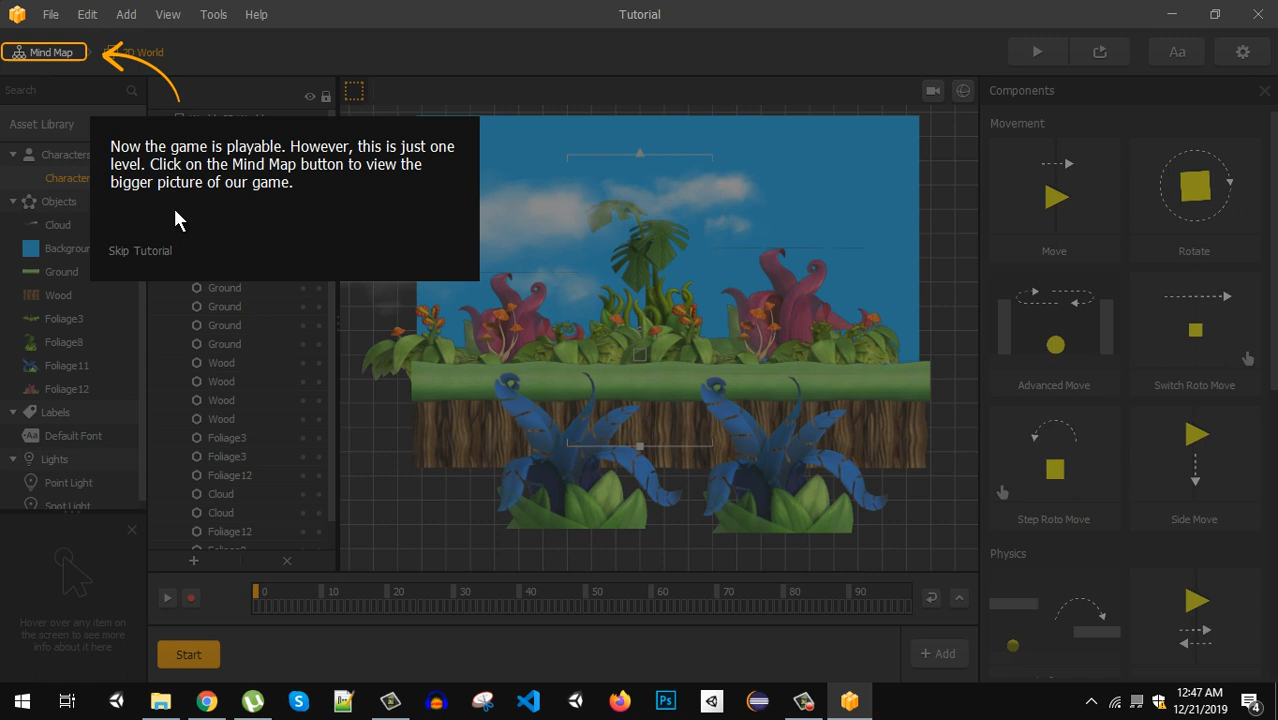 File Edit Add View Tools Help
Tutorial
Mind Map
2D World
Aa
Search
Asset Library
Characters
Character
Objects
Cloud
Backgroun
Ground
Wood
Foliage3
Foliage8
Foliage11
Foliage12
Labels
Aa Default Font
Lights
Point Light
Spot Light
Now the game is playable. However, this is just one
level. Click on the Mind Map button to view the
bigger picture of our game.
Skip Tutorial
Ground
Ground
Ground
Ground
Wood
Wood
Wood
Wood
Foliage3
Foliage3
Foliage12
Cloud
Cloud
Foliage12
Components
Movement
Move
Rotate
Advanced Move
Switch Roto Move
Step Roto Move
Side Move
Physics
Hover over any item on
the screen to see more
info about it here
0 10 20 30 40 50 60 70 80 90
Start
+ Add
Ps
12:47 AM
12/21/2019
4